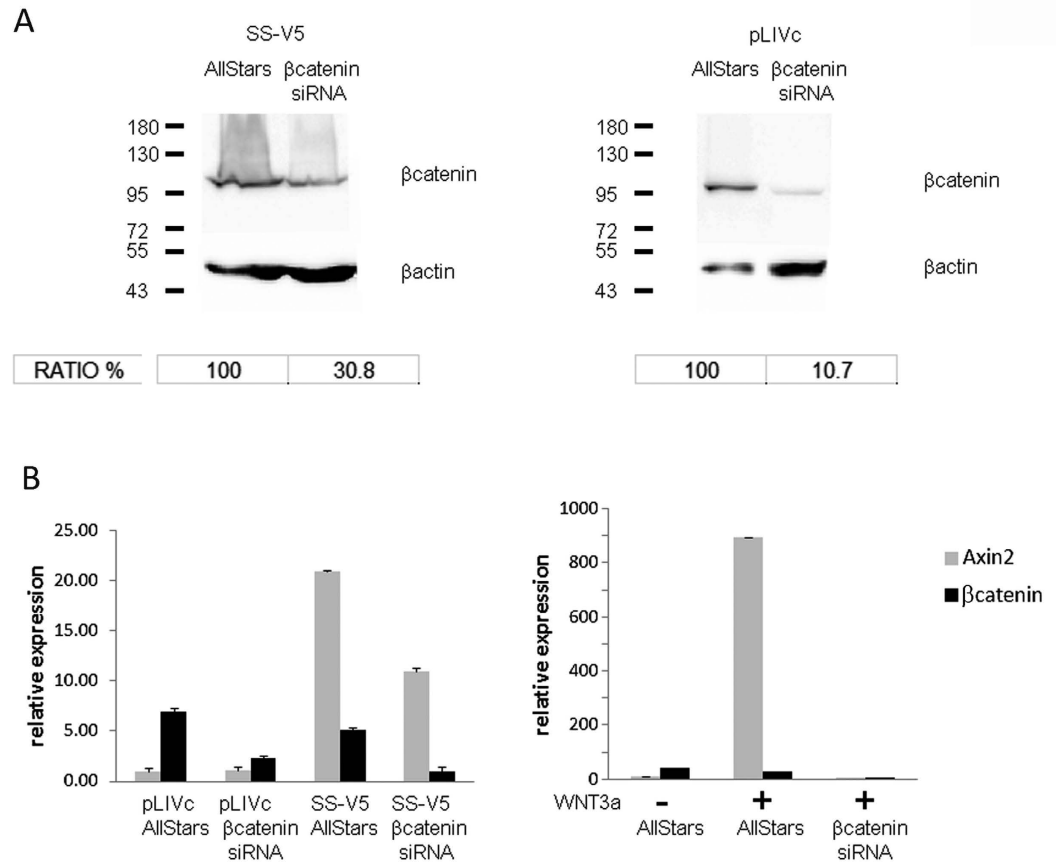 A
SS-V5
AllStars βcatenin
siRNA
180
130
95
72
55
43
βcatenin
βactin
RATIO % 100 30.8
pLIVc
AllStars βcatenin
siRNA
180
130
95
72
55
43
βcatenin
βactin
100 10.7
B
relative expression
25.00
20.00
15.00
10.00
5.00
0.00
pLIVc pLIVc SS-V5 SS-V5
AllStars βcatenin AllStars βcatenin
siRNA siRNA
relative expression
1000
800
600
400
200
0
WNT3a - + +
AllStars AllStars βcatenin
siRNA
Axin2
βcatenin